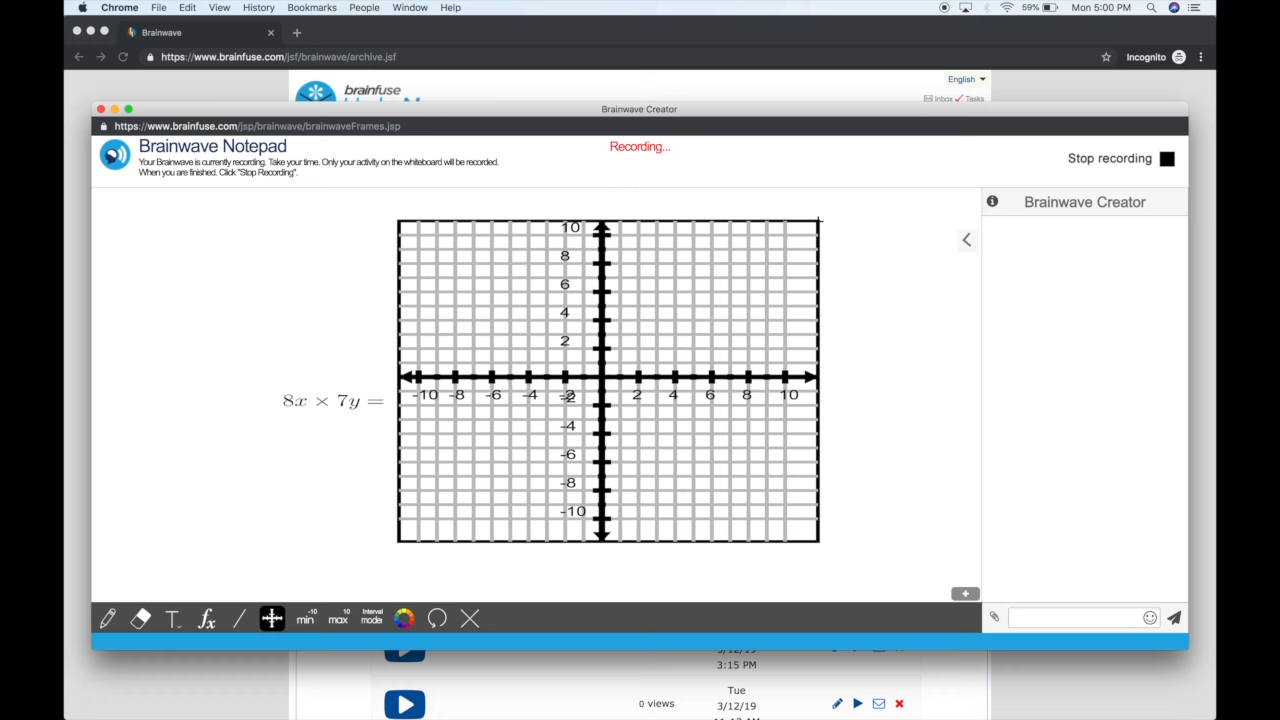 Chrome File Edit View History Bookmarks People Window Help 59% Mon 5:00 PM
Brainwave
https://www.brainfuse.com/jsf/brainwave/archive.jsf Incognito
English
brainfuse
Inbox Tasks
Brainwave Creator
https://www.brainfuse.com/jsp/brainwave/brainwaveFrames.jsp
Brainwave Notepad
Recording...
Your Brainwave is currently recording. Take your time. Only your activity on the whiteboard will be recorded.
When you are finished. Click "Stop Recording".
Stop recording
Brainwave Creator
10
8
6
4
2
-10 -8 -6 -4 -2 2 4 6 8 10
-2
8x × 7y =
-4
-6
-8
-10
T fx min -10 max 10 Interval mode
3/12/19
3:15 PM
Tue
0 views
3/12/19